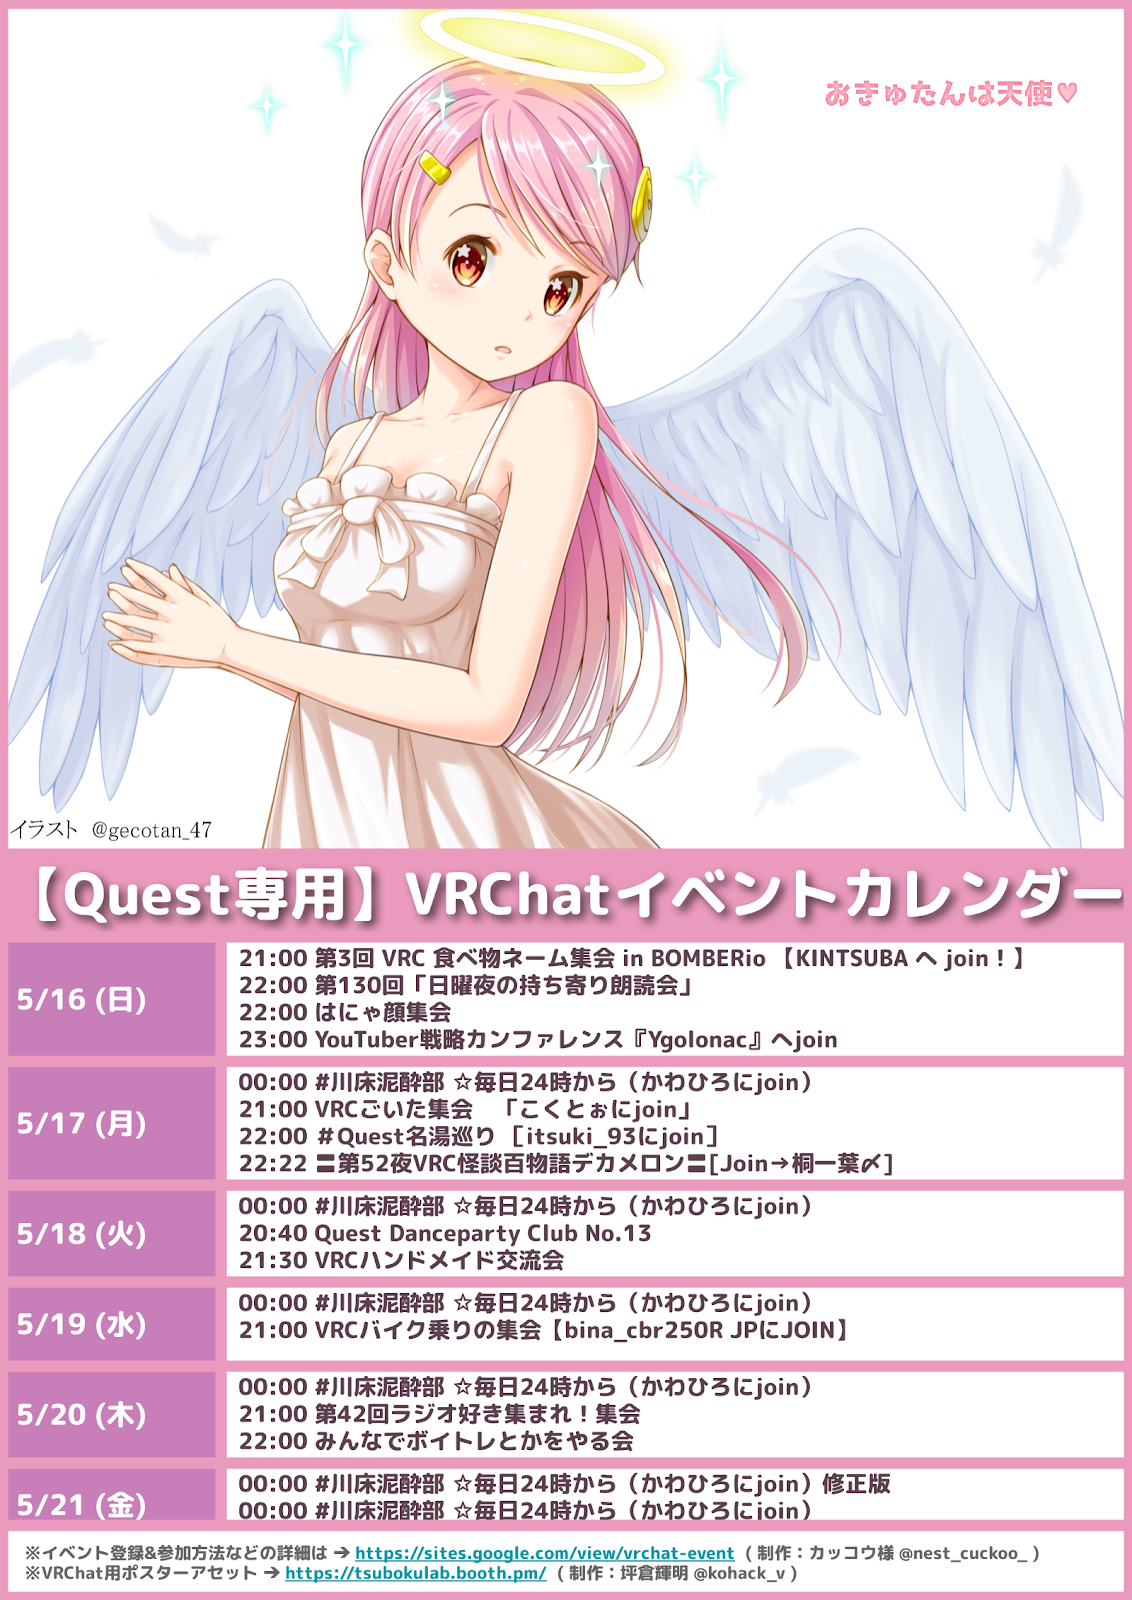 おきゅたんは天使♥
イラスト @gecotan_47
【Quest専用】VRChatイベントカレンダー
5/16 (日)
21:00 第3回 VRC 食べ物ネーム集会 in BOMBERio 【KINTSUBA へ join！】
22:00 第130回「日曜夜の持ち寄り朗読会」
22:00 はにゃ顔集会
23:00 YouTuber戦略カンファレンス『Ygolonac』へjoin
5/17 (月)
00:00 #川床泥酔部 ☆毎日24時から（かわひろにjoin）
21:00 VRCごいた集会　「こくとぉにjoin」
22:00 ＃Quest名湯巡り ［itsuki_93にjoin］
22:22 〓第52夜VRC怪談百物語デカメロン〓[Join→桐一葉〆]
5/18 (火)
00:00 #川床泥酔部 ☆毎日24時から（かわひろにjoin）
20:40 Quest Danceparty Club No.13
21:30 VRCハンドメイド交流会
5/19 (水)
00:00 #川床泥酔部 ☆毎日24時から（かわひろにjoin）
21:00 VRCバイク乗りの集会【bina_cbr250R JPにJOIN】
5/20 (木)
00:00 #川床泥酔部 ☆毎日24時から（かわひろにjoin）
21:00 第42回ラジオ好き集まれ！集会
22:00 みんなでボイトレとかをやる会
5/21 (金)
00:00 #川床泥酔部 ☆毎日24時から（かわひろにjoin）修正版
00:00 #川床泥酔部 ☆毎日24時から（かわひろにjoin）
※イベント登録&参加方法などの詳細は → https://sites.google.com/view/vrchat-event （ 制作：カッコウ様 @nest_cuckoo_ ）
※VRChat用ポスターアセット → https://tsubokulab.booth.pm/ （ 制作：坪倉輝明 @kohack_v ）